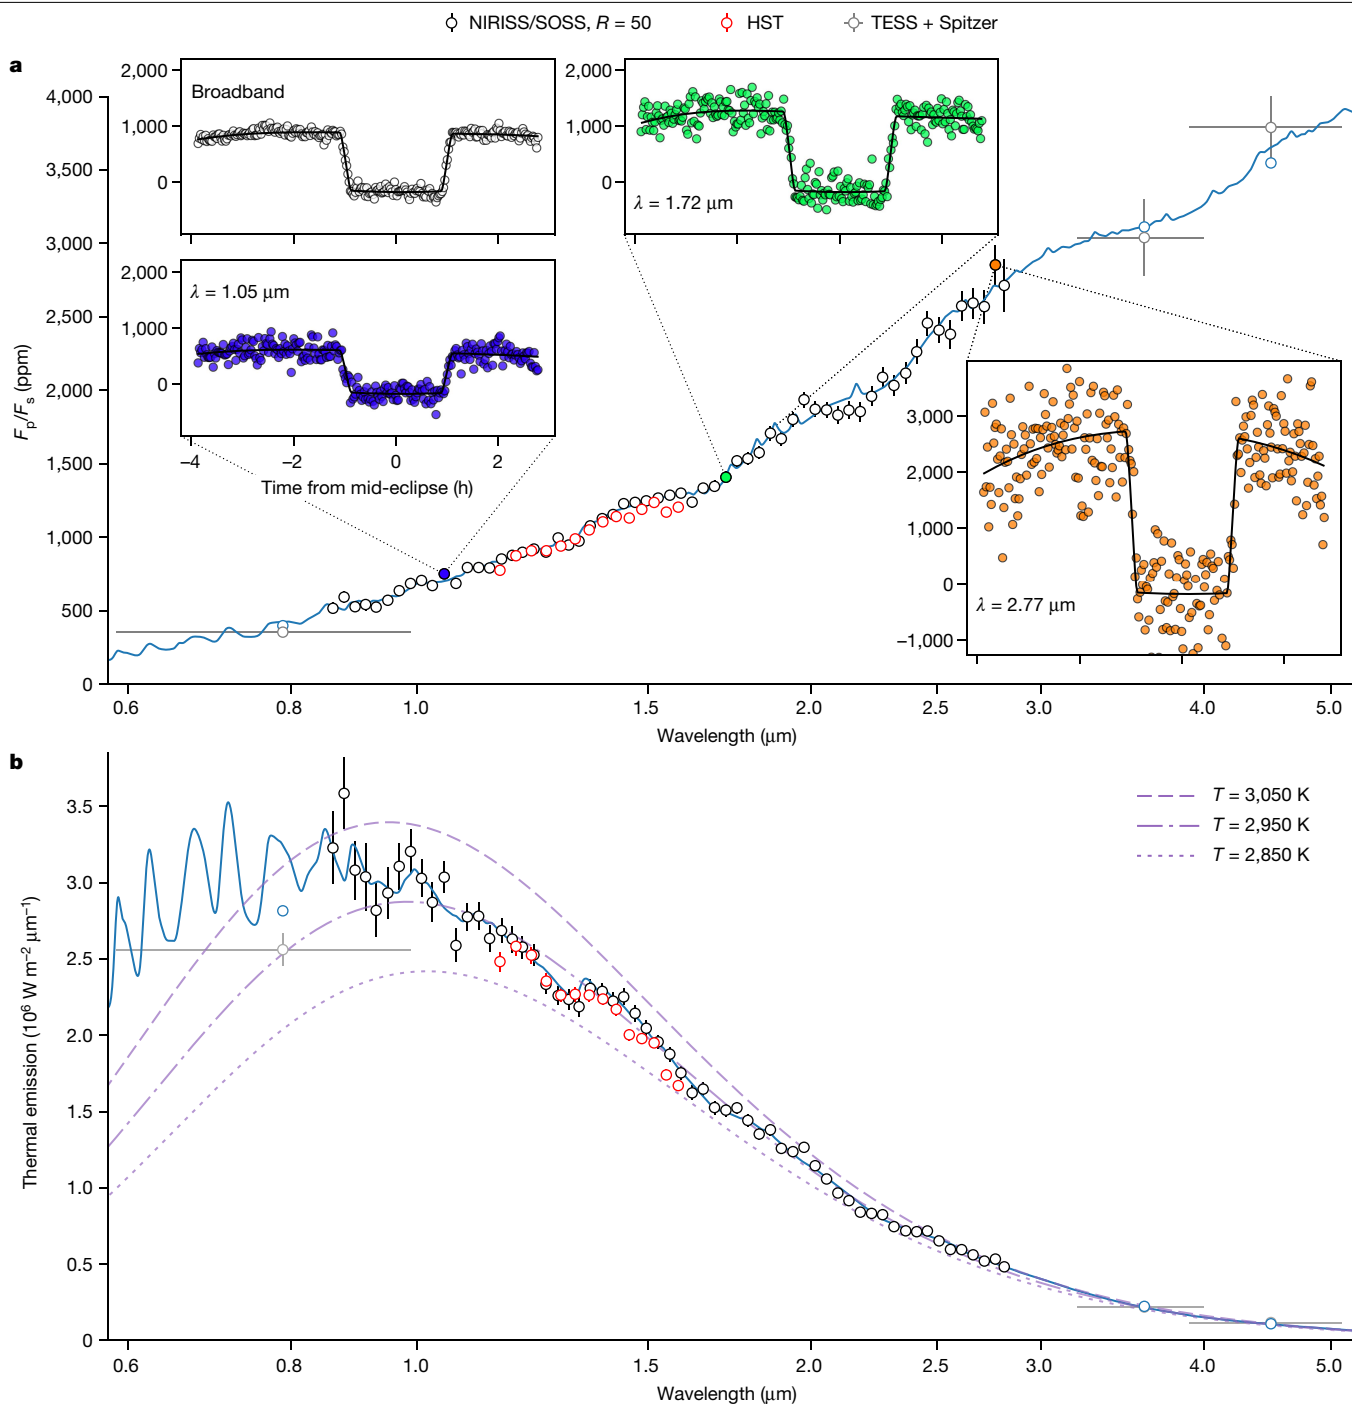 NIRISS/SOSS, R = 50 HST TESS + Spitzer
a
4,000
3,500
3,000
2,500
2,000
1,500
1,000
500
0
Fp/Fs (ppm)
2,000
1,000
0
Broadband
2,000
1,000
0
λ = 1.05 μm
−4 −2 0 2
Time from mid-eclipse (h)
2,000
1,000
0
λ = 1.72 μm
3,000
2,000
1,000
0
−1,000
λ = 2.77 μm
0.6 0.8 1.0 1.5 2.0 2.5 3.0 4.0 5.0
Wavelength (μm)
b
3.5
3.0
2.5
2.0
1.5
1.0
0.5
0
Thermal emission (10⁶ W m⁻² μm⁻¹)
T = 3,050 K
T = 2,950 K
T = 2,850 K
0.6 0.8 1.0 1.5 2.0 2.5 3.0 4.0 5.0
Wavelength (μm)